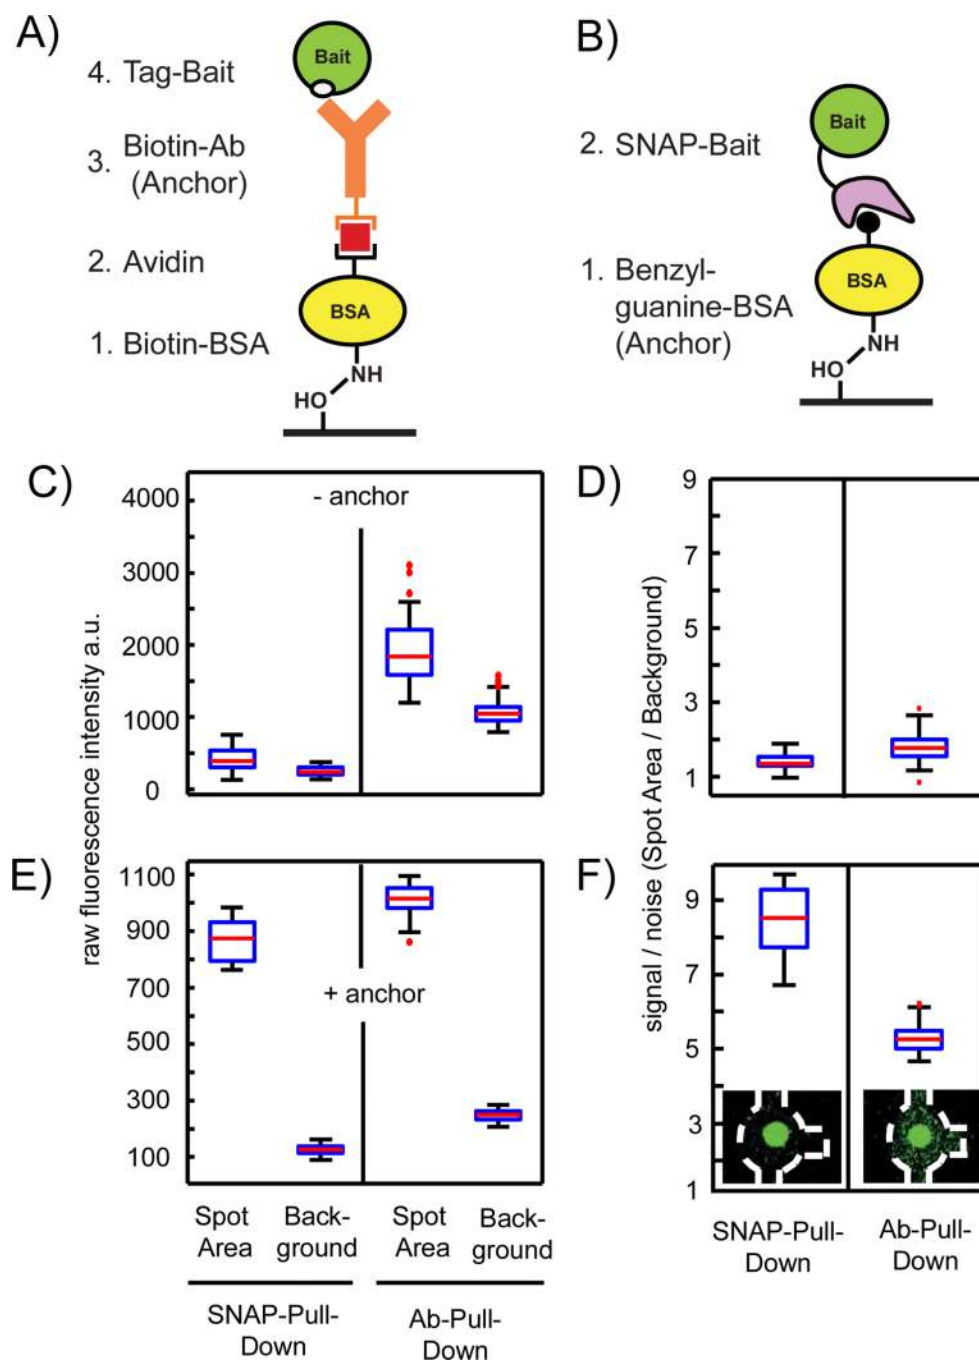 A)
Bait
4. Tag-Bait
3. Biotin-Ab
(Anchor)
2. Avidin
BSA
1. Biotin-BSA
NH
HO
B)
Bait
2. SNAP-Bait
1. Benzyl-
guanine-BSA
(Anchor)
BSA
NH
HO
C)
raw fluorescence intensity a.u.
- anchor
4000
3000
2000
1000
0
D)
signal / noise (Spot Area / Background)
9
7
5
3
1
E)
1100
900
700
500
300
100
+ anchor
Spot
Area
Back-
ground
Spot
Area
Back-
ground
SNAP-Pull-
Down
Ab-Pull-
Down
F)
9
7
5
3
1
SNAP-Pull-
Down
Ab-Pull-
Down